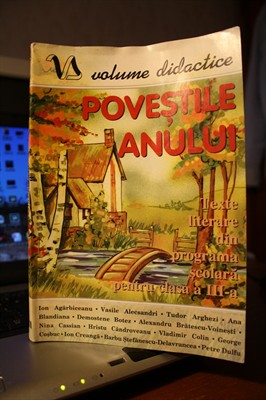 VD volume didactice
POVEȘTILE
ANULUI
Texte
literare
din
programa
școlară
pentru clasa a III-a
Ion Agârbiceanu • Vasile Alecsandri • Tudor Arghezi • Ana
Blandiana • Demostene Botez • Alexandru Brătescu-Voinești •
Nina Cassian • Hristu Cândroveanu • Vladimir Colin • George
Coșbuc • Ion Creangă • Barbu Ștefănescu-Delavrancea • Petre Dulfu